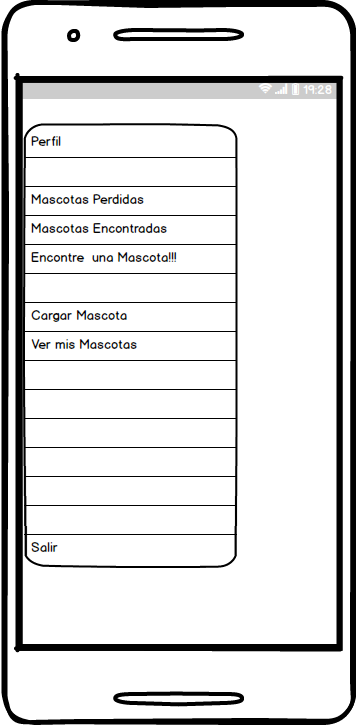 19:28
Perfil
Mascotas Perdidas
Mascotas Encontradas
Encontre una Mascota!!!
Cargar Mascota
Ver mis Mascotas
Salir